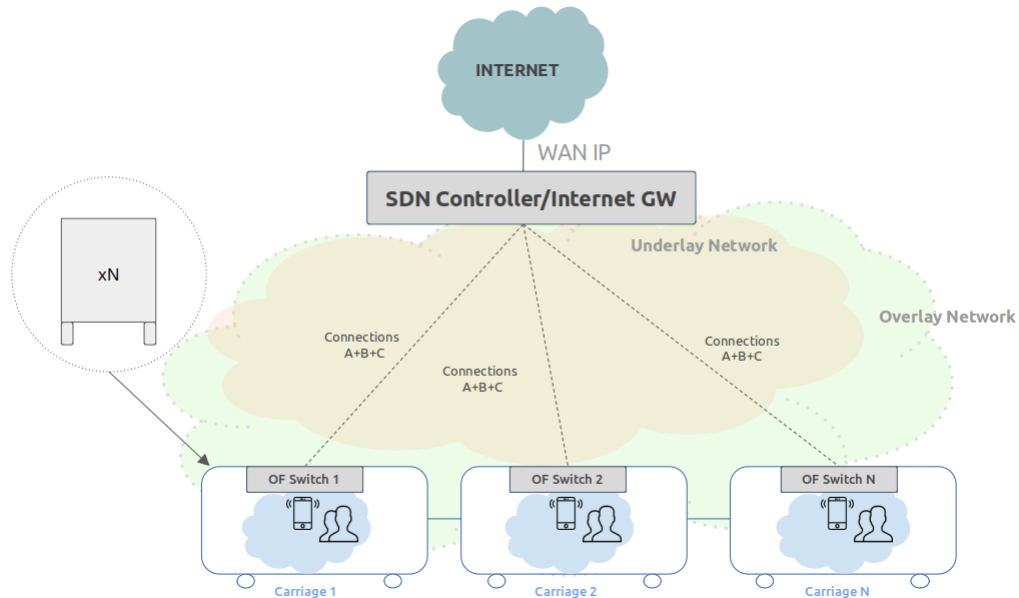 INTERNET
WAN IP
SDN Controller/Internet GW
Underlay Network
xN
Overlay Network
Connections
A+B+C
Connections
A+B+C
Connections
A+B+C
OF Switch 1
OF Switch 2
OF Switch N
Carriage 1
Carriage 2
Carriage N